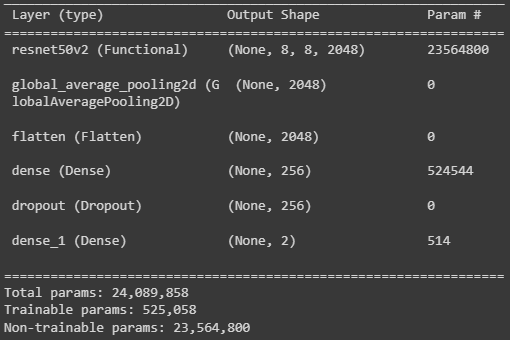 Layer (type) Output Shape Param #
=================================================================
resnet50v2 (Functional) (None, 8, 8, 2048) 23564800
global_average_pooling2d (G (None, 2048) 0
lobalAveragePooling2D)
flatten (Flatten) (None, 2048) 0
dense (Dense) (None, 256) 524544
dropout (Dropout) (None, 256) 0
dense_1 (Dense) (None, 2) 514
=================================================================
Total params: 24,089,858
Trainable params: 525,058
Non-trainable params: 23,564,800